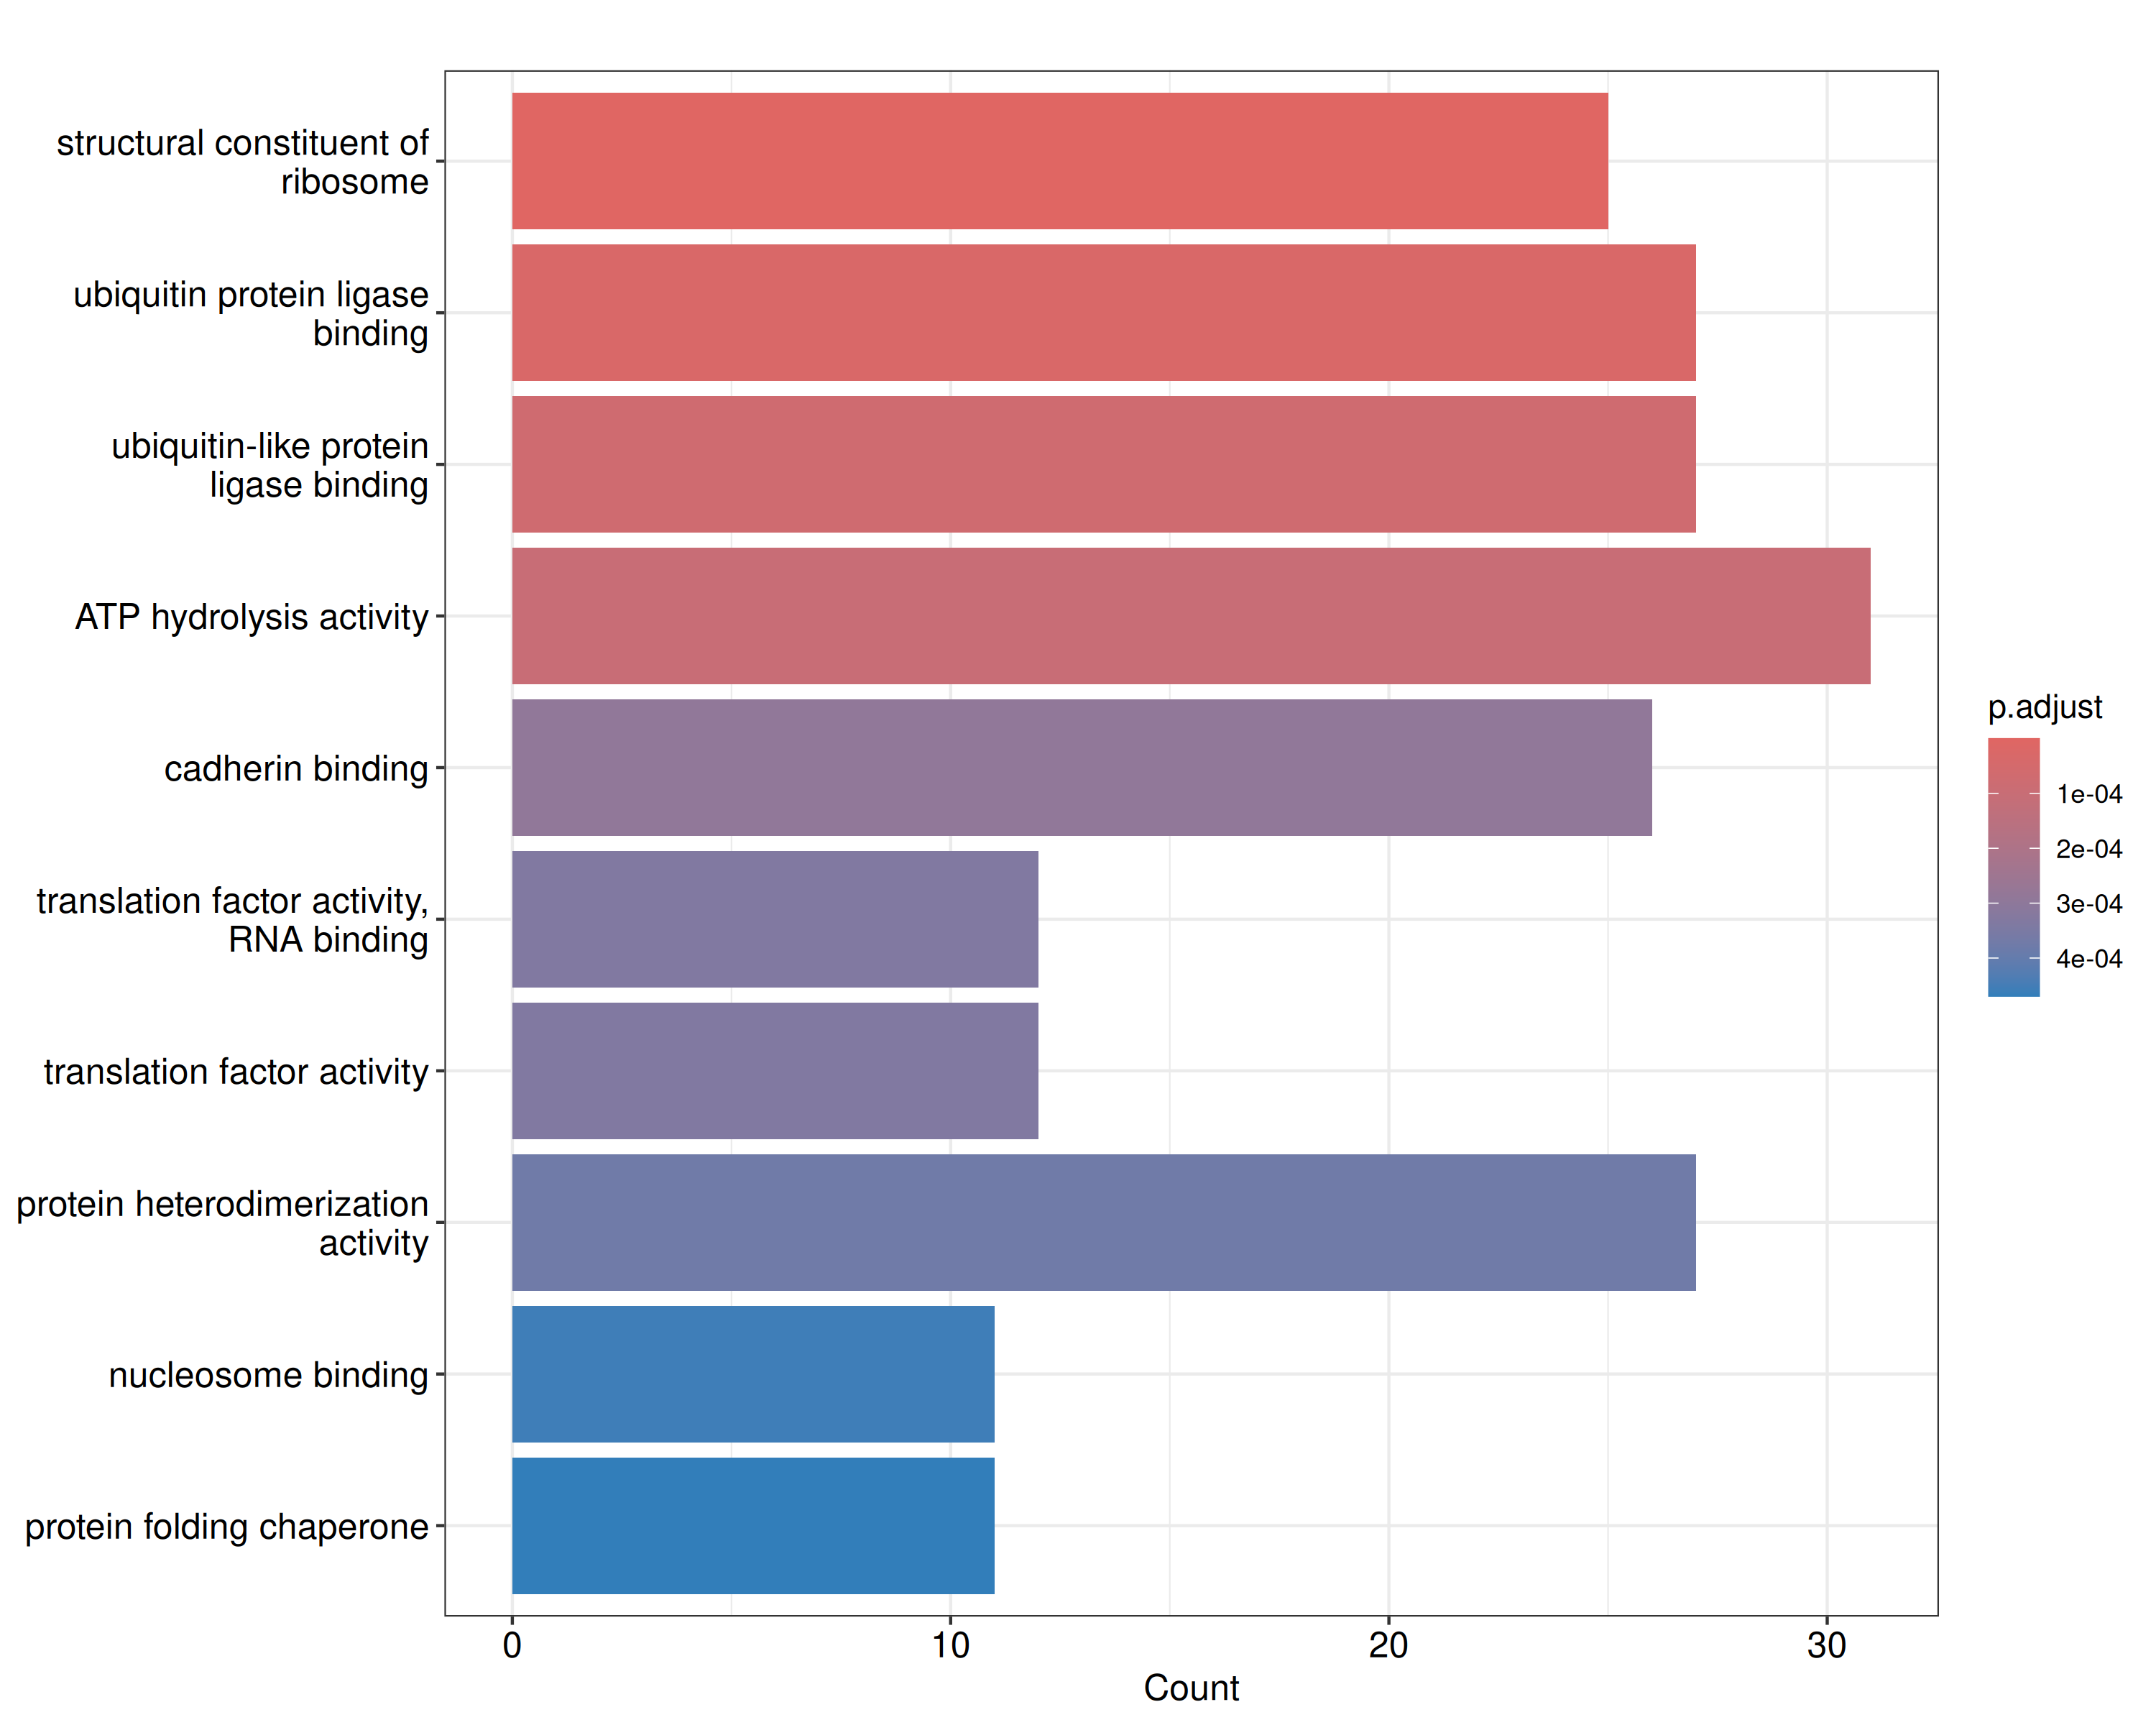 structural constituent of
ribosome
ubiquitin protein ligase
binding
ubiquitin-like protein
ligase binding
ATP hydrolysis activity
cadherin binding
translation factor activity,
RNA binding
translation factor activity
protein heterodimerization
activity
nucleosome binding
protein folding chaperone
0 10 20 30
Count
p.adjust
1e-04
2e-04
3e-04
4e-04